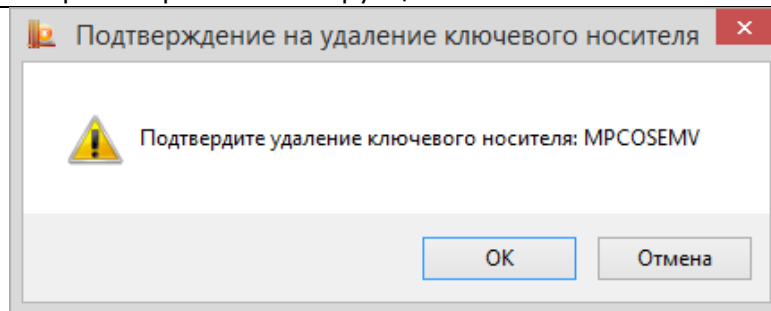 Подтверждение на удаление ключевого носителя
Подтвердите удаление ключевого носителя: MPCOSEMV
OK
Отмена